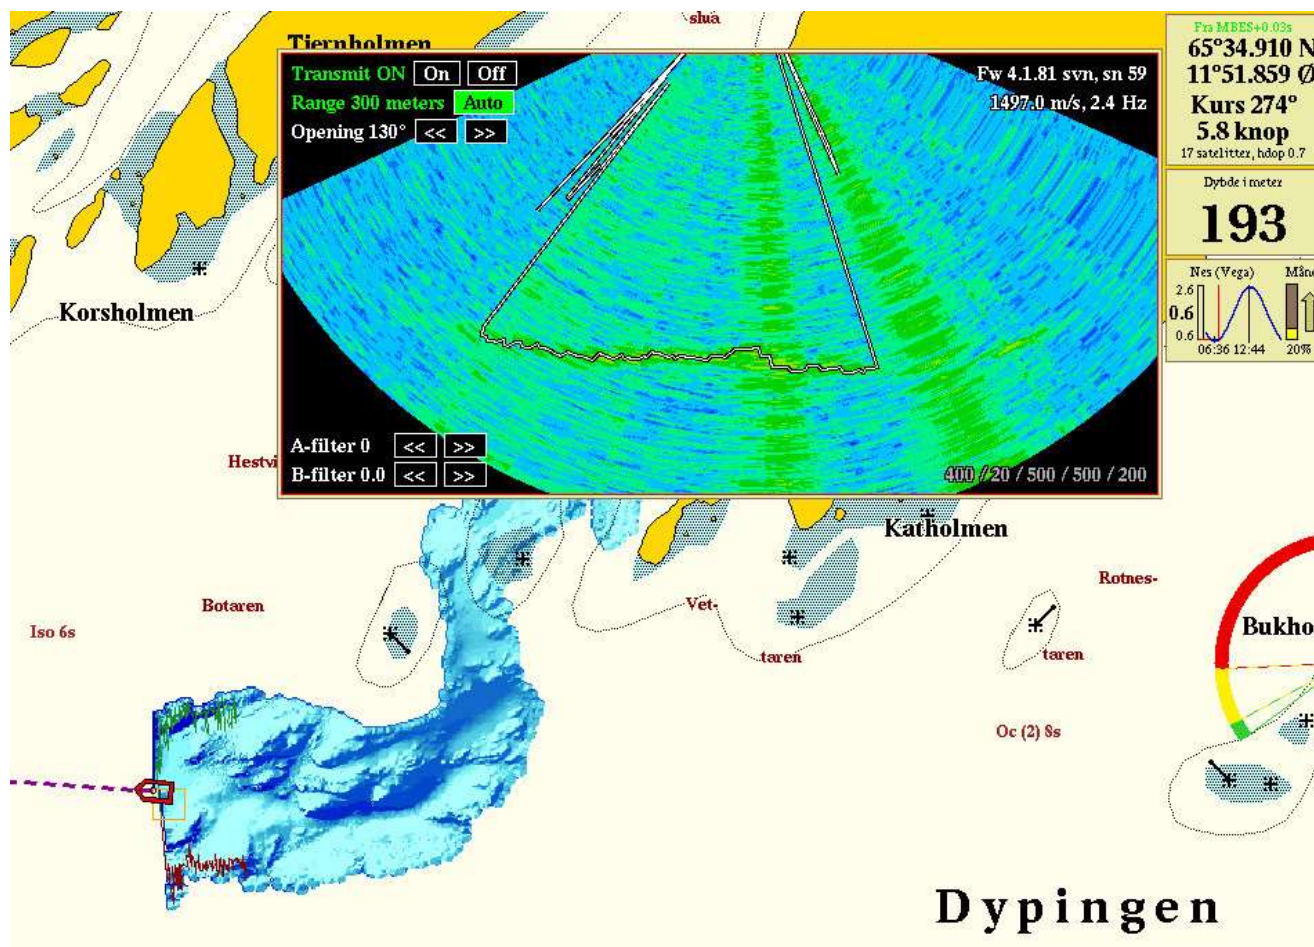 slua
Tjernholmen
Transmit ON On Off
Range 300 meters Auto
Opening 130° << >>
Fw 4.1.81 svn, sn 59
1497.0 m/s, 2.4 Hz
Fra MBES+0.03s
65°34.910 N
11°51.859 Ø
Kurs 274°
5.8 knop
17 satelitter, hdop 0.7
Dybde i meter
193
Nes (Vega) Mån
2.6
0.6
0.6
06:36 12:44 20%
Korsholmen
A-filter 0 << >>
B-filter 0.0 << >>
400 / 20 / 500 / 500 / 200
Hestvi
Katholmen
Botaren
Iso 6s
Vet-
taren
Rotnes-
taren
Bukho
Oc (2) 8s
Dypingen